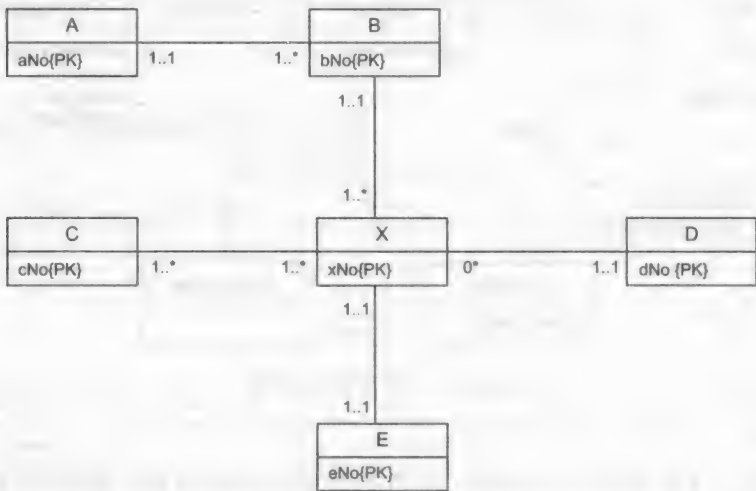 A B
aNo{PK} 1..1 1..* bNo{PK}
1..1
1..*
C X D
cNo{PK} 1..* 1..* xNo{PK} 0* 1..1 dNo {PK}
1..1
1..1
E
eNo{PK}